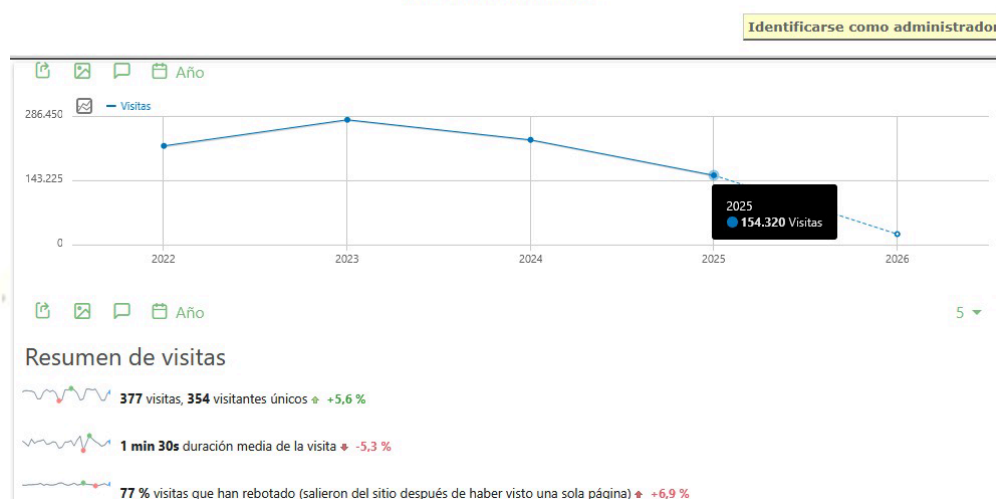 Identificarse como administrador
Año
286.450
Visitas
143.225
2025
154.320 Visitas
0
2022 2023 2024 2025 2026
Año
5
Resumen de visitas
377 visitas, 354 visitantes únicos +5,6 %
1 min 30s duración media de la visita -5,3 %
77 % visitas que han rebotado (salieron del sitio después de haber visto una sola página) +6,9 %